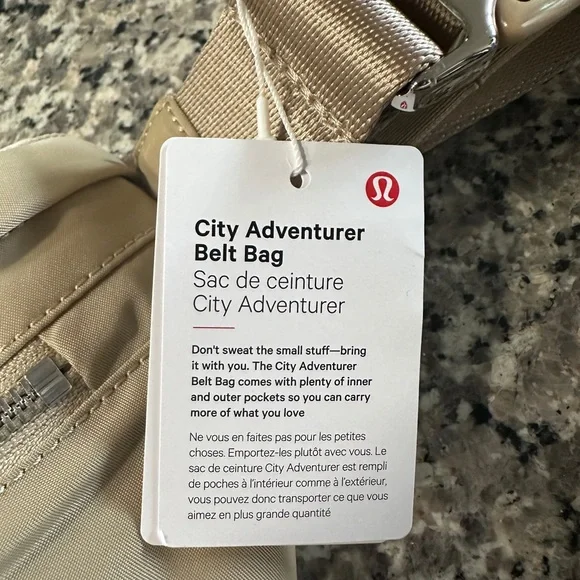 City Adventurer
Belt Bag
Sac de ceinture
City Adventurer
Don't sweat the small stuff—bring
it with you. The City Adventurer
Belt Bag comes with plenty of inner
and outer pockets so you can carry
more of what you love
Ne vous en faites pas pour les petites
choses. Emportez-les plutôt avec vous. Le
sac de ceinture City Adventurer est rempli
de poches à l'intérieur comme à l'extérieur,
vous pouvez donc transporter ce que vous
aimez en plus grande quantité